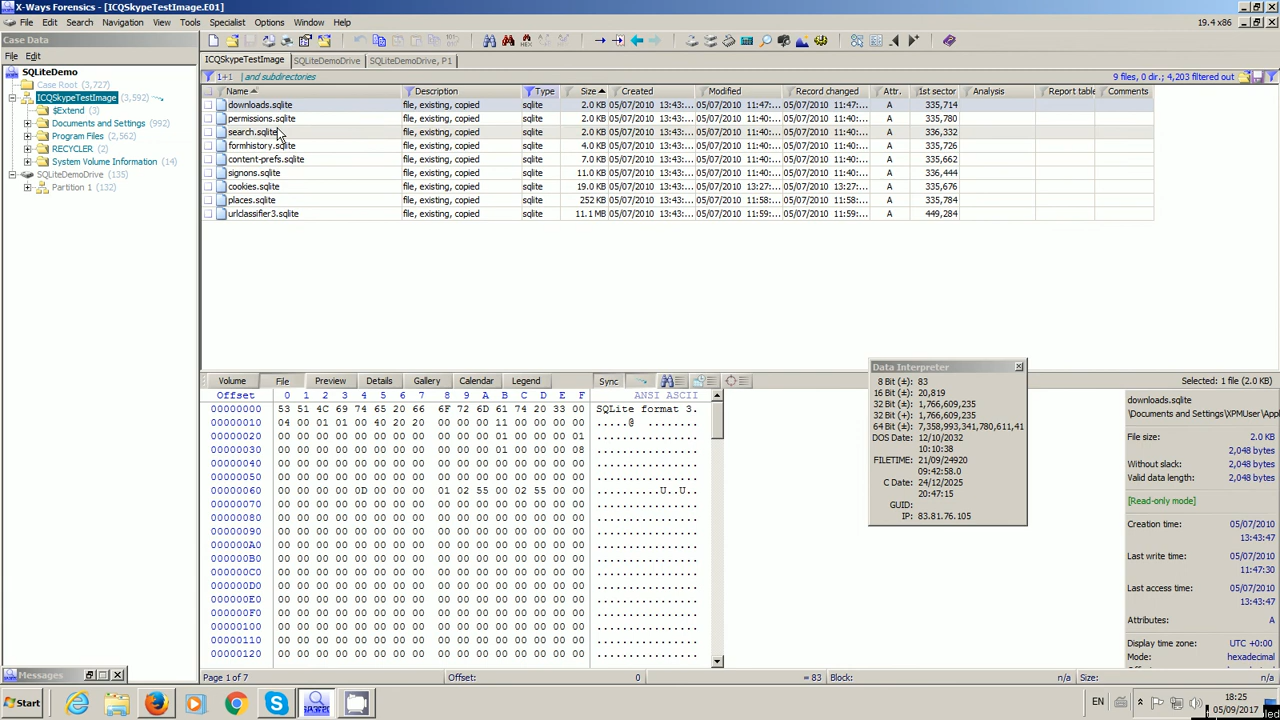 X-Ways Forensics - [ICQSkypeTestImage.E01]
File Edit Search Navigation View Tools Specialist Options Window Help
19.4 x86
Case Data
File Edit
SQLiteDemo
Case Root (3,727)
ICQSkypeTestImage (3,592)
$Extend (3)
Documents and Settings (992)
Program Files (2,562)
RECYCLER (2)
System Volume Information (14)
SQLiteDemoDrive (135)
Partition 1 (132)
ICQSkypeTestImage SQLiteDemoDrive SQLiteDemoDrive, P1
1+1 and subdirectories 9 files, 0 dir.; 4,203 filtered out
Name Description Type Size Created Modified Record changed Attr. 1st sector Analysis Report table Comments
downloads.sqlite file, existing, copied sqlite 2.0 KB 05/07/2010 13:43:... 05/07/2010 11:47:... 05/07/2010 11:47:... A 335,714
permissions.sqlite file, existing, copied sqlite 2.0 KB 05/07/2010 13:43:... 05/07/2010 11:40:... 05/07/2010 11:40:... A 335,780
search.sqlite file, existing, copied sqlite 2.0 KB 05/07/2010 13:43:... 05/07/2010 11:40:... 05/07/2010 11:40:... A 336,332
formhistory.sqlite file, existing, copied sqlite 4.0 KB 05/07/2010 13:43:... 05/07/2010 11:40:... 05/07/2010 11:40:... A 335,726
content-prefs.sqlite file, existing, copied sqlite 7.0 KB 05/07/2010 13:43:... 05/07/2010 11:40:... 05/07/2010 11:40:... A 335,662
signons.sqlite file, existing, copied sqlite 11.0 KB 05/07/2010 13:43:... 05/07/2010 11:40:... 05/07/2010 11:40:... A 336,444
cookies.sqlite file, existing, copied sqlite 19.0 KB 05/07/2010 13:43:... 05/07/2010 13:27:... 05/07/2010 13:27:... A 335,676
places.sqlite file, existing, copied sqlite 252 KB 05/07/2010 13:43:... 05/07/2010 11:58:... 05/07/2010 11:58:... A 335,784
urlclassifier3.sqlite file, existing, copied sqlite 11.1 MB 05/07/2010 13:43:... 05/07/2010 11:59:... 05/07/2010 11:59:... A 449,284
Volume File Preview Details Gallery Calendar Legend Sync Selected: 1 file (2.0 KB)
Offset 0 1 2 3 4 5 6 7 8 9 A B C D E F ANSI ASCII
00000000 53 51 4C 69 74 65 20 66 6F 72 6D 61 74 20 33 00 SQLite format 3.
00000010 04 00 01 01 00 40 20 20 00 00 00 11 00 00 00 00 .....@ ........
00000020 00 00 00 00 00 00 00 00 00 00 00 01 00 00 00 01 ................
00000030 00 00 00 00 00 00 00 00 00 00 00 01 00 00 00 08 ................
00000040 00 00 00 00 00 00 00 00 00 00 00 00 00 00 00 00 ................
00000050 00 00 00 00 00 00 00 00 00 00 00 00 00 00 00 00 ................
00000060 00 00 00 00 0D 00 00 00 01 02 55 00 02 55 00 00 ..........U..U..
00000070 00 00 00 00 00 00 00 00 00 00 00 00 00 00 00 00 ................
00000080 00 00 00 00 00 00 00 00 00 00 00 00 00 00 00 00 ................
00000090 00 00 00 00 00 00 00 00 00 00 00 00 00 00 00 00 ................
000000A0 00 00 00 00 00 00 00 00 00 00 00 00 00 00 00 00 ................
000000B0 00 00 00 00 00 00 00 00 00 00 00 00 00 00 00 00 ................
000000C0 00 00 00 00 00 00 00 00 00 00 00 00 00 00 00 00 ................
000000D0 00 00 00 00 00 00 00 00 00 00 00 00 00 00 00 00 ................
000000E0 00 00 00 00 00 00 00 00 00 00 00 00 00 00 00 00 ................
000000F0 00 00 00 00 00 00 00 00 00 00 00 00 00 00 00 00 ................
00000100 00 00 00 00 00 00 00 00 00 00 00 00 00 00 00 00 ................
00000110 00 00 00 00 00 00 00 00 00 00 00 00 00 00 00 00 ................
00000120 00 00 00 00 00 00 00 00 00 00 00 00 00 00 00 00 ................
Data Interpreter
8 Bit (±): 83
16 Bit (±): 20,819
32 Bit (±): 1,766,609,235
32 Bit (±): 1,766,609,235
64 Bit (±): 7,358,993,341,780,611,41
DOS Date: 12/10/2032
10:10:38
FILETIME: 21/09/24920
09:42:58.0
C Date: 24/12/2025
20:47:15
GUID:
IP: 83.81.76.105
downloads.sqlite
\Documents and Settings\XPMUser\App
File size: 2.0 KB
2,048 bytes
Without slack: 2,048 bytes
Valid data length: 2,048 bytes
[Read-only mode]
Creation time: 05/07/2010
13:43:47
Last write time: 05/07/2010
11:47:30
Last access time: 05/07/2010
13:43:47
Attributes: A
Display time zone: UTC +0:00
Mode: hexadecimal
Messages
Page 1 of 7 Offset: 0 = 83 Block: n/a Size: n/a
Start EN 18:25
05/09/2017